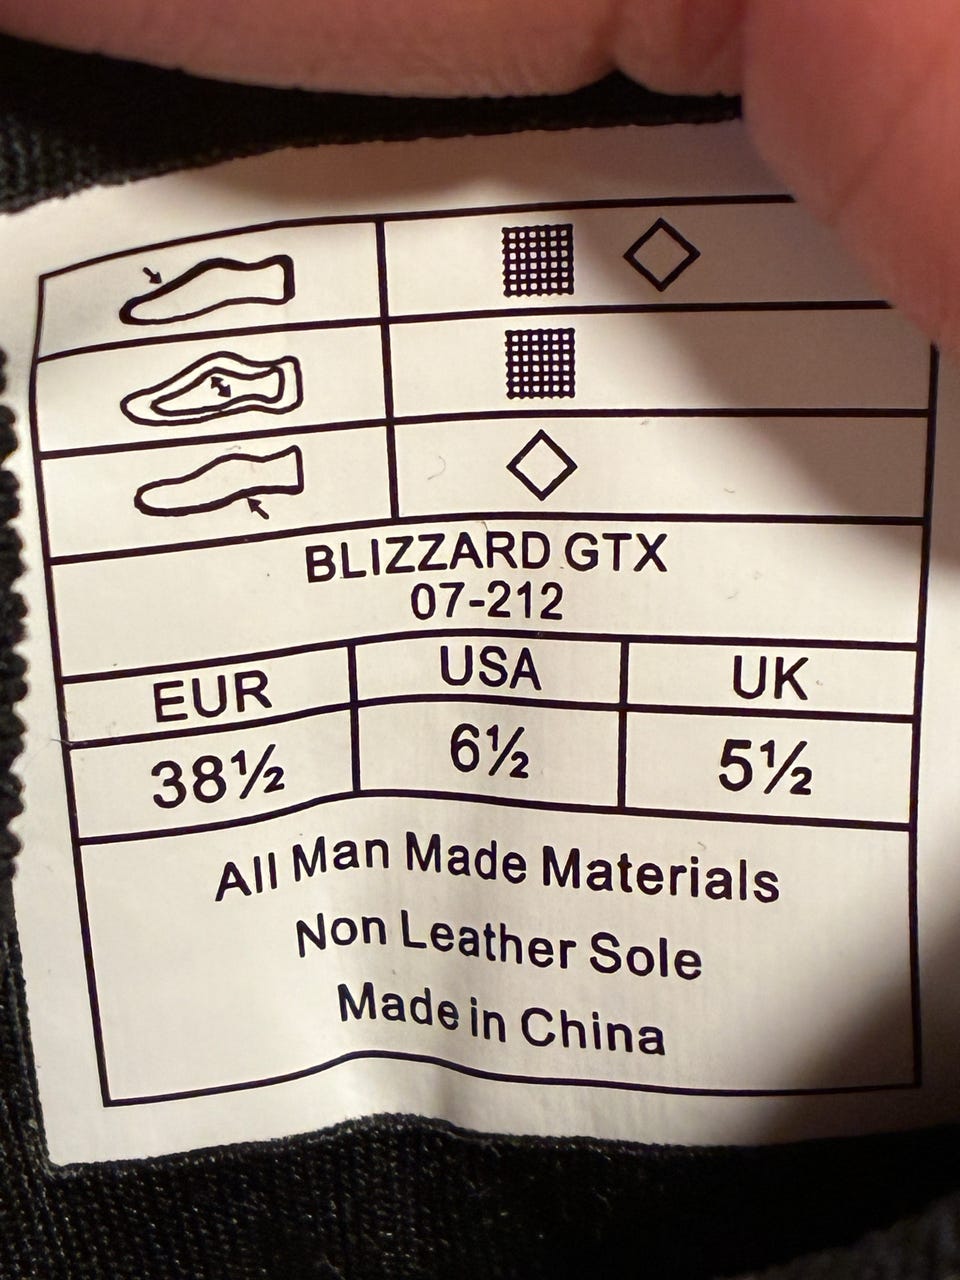 BLIZZARD GTX
07-212
EUR USA UK
38½ 6½ 5½
All Man Made Materials
Non Leather Sole
Made in China